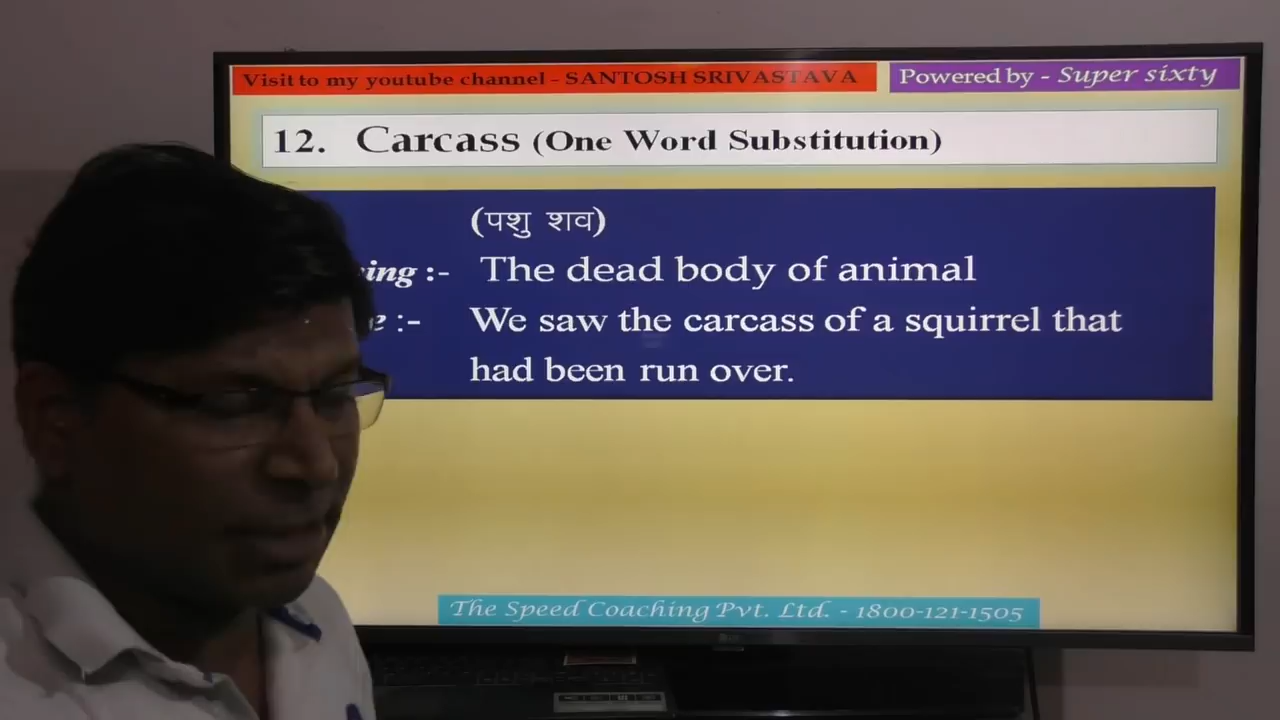 Visit to my youtube channel - SANTOSH SRIVASTAVA
Powered by - Super sixty
12. Carcass (One Word Substitution)
(पशु शव)
:- The dead body of animal
:- We saw the carcass of a squirrel that
had been run over.
The Speed Coaching Pvt. Ltd. - 1800-121-1505